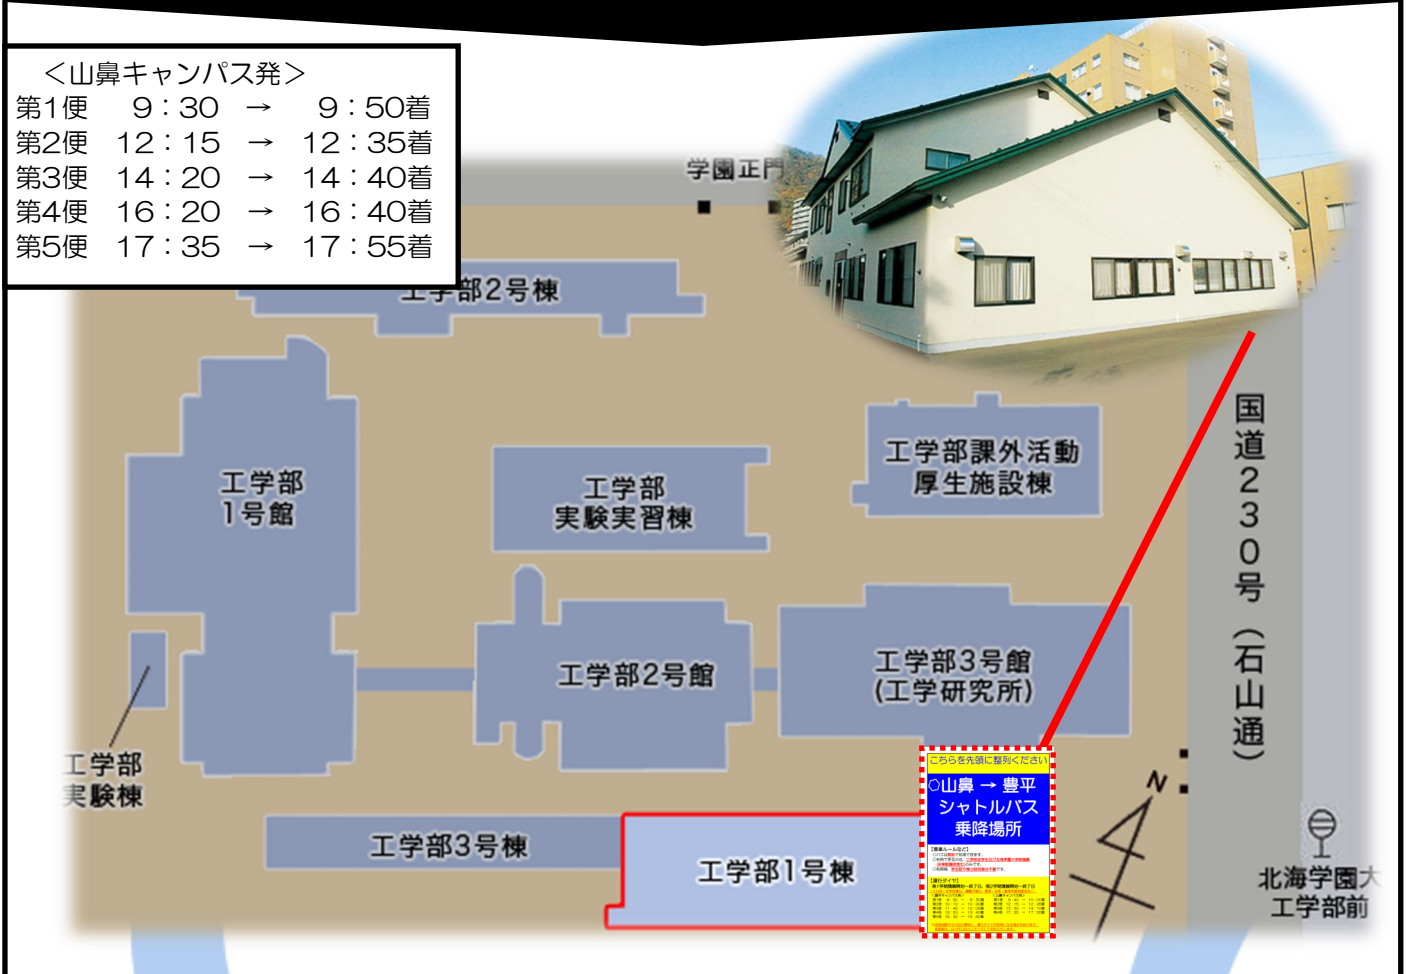 ＜山鼻キャンパス発＞
第1便　9：30　→　9：50着
第2便　12：15　→　12：35着
第3便　14：20　→　14：40着
第4便　16：20　→　16：40着
第5便　17：35　→　17：55着
学園正門
工学部2号棟
工学部
1号館
工学部
実験実習棟
工学部課外活動
厚生施設棟
国道230号（石山通）
工学部2号館
工学部3号館
(工学研究所)
工学部
実験棟
工学部3号棟
工学部1号棟
こちらを先頭に整列ください
○山鼻 → 豊平
シャトルバス
乗降場所
N
北海学園大
工学部前